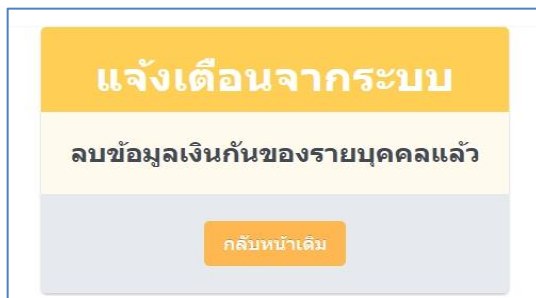 แจ้งเตือนจากระบบ
ลบข้อมูลเงินกันของรายบุคคลแล้ว
กลับหน้าเดิม